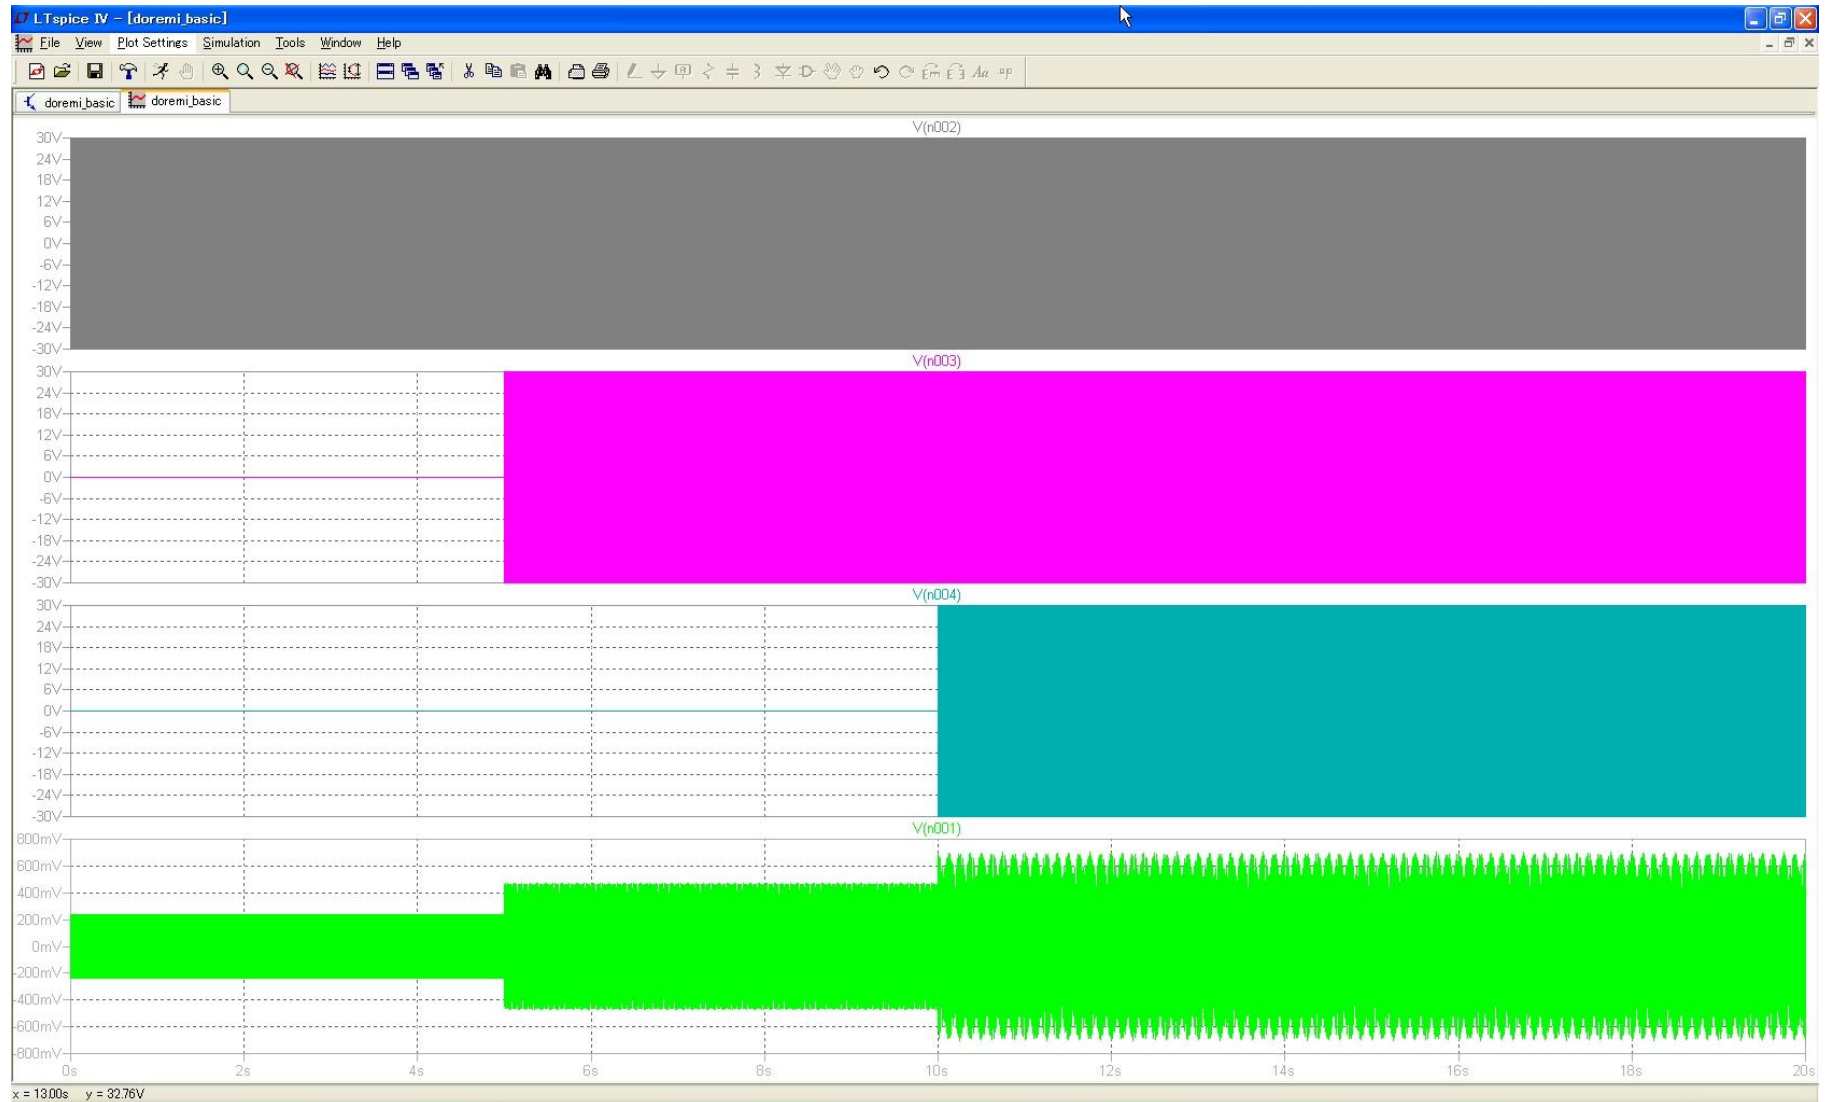 LTspice IV - [doremi_basic]
File View Plot Settings Simulation Tools Window Help
doremi_basic doremi_basic
V(n002)
30V
24V
18V
12V
6V
0V
-6V
-12V
-18V
-24V
-30V
V(n003)
30V
24V
18V
12V
6V
0V
-6V
-12V
-18V
-24V
-30V
V(n004)
30V
24V
18V
12V
6V
0V
-6V
-12V
-18V
-24V
-30V
V(n001)
800mV
600mV
400mV
200mV
0mV
-200mV
-400mV
-600mV
-800mV
0s 2s 4s 6s 8s 10s 12s 14s 16s 18s 20s
x = 13.00s y = 32.76V